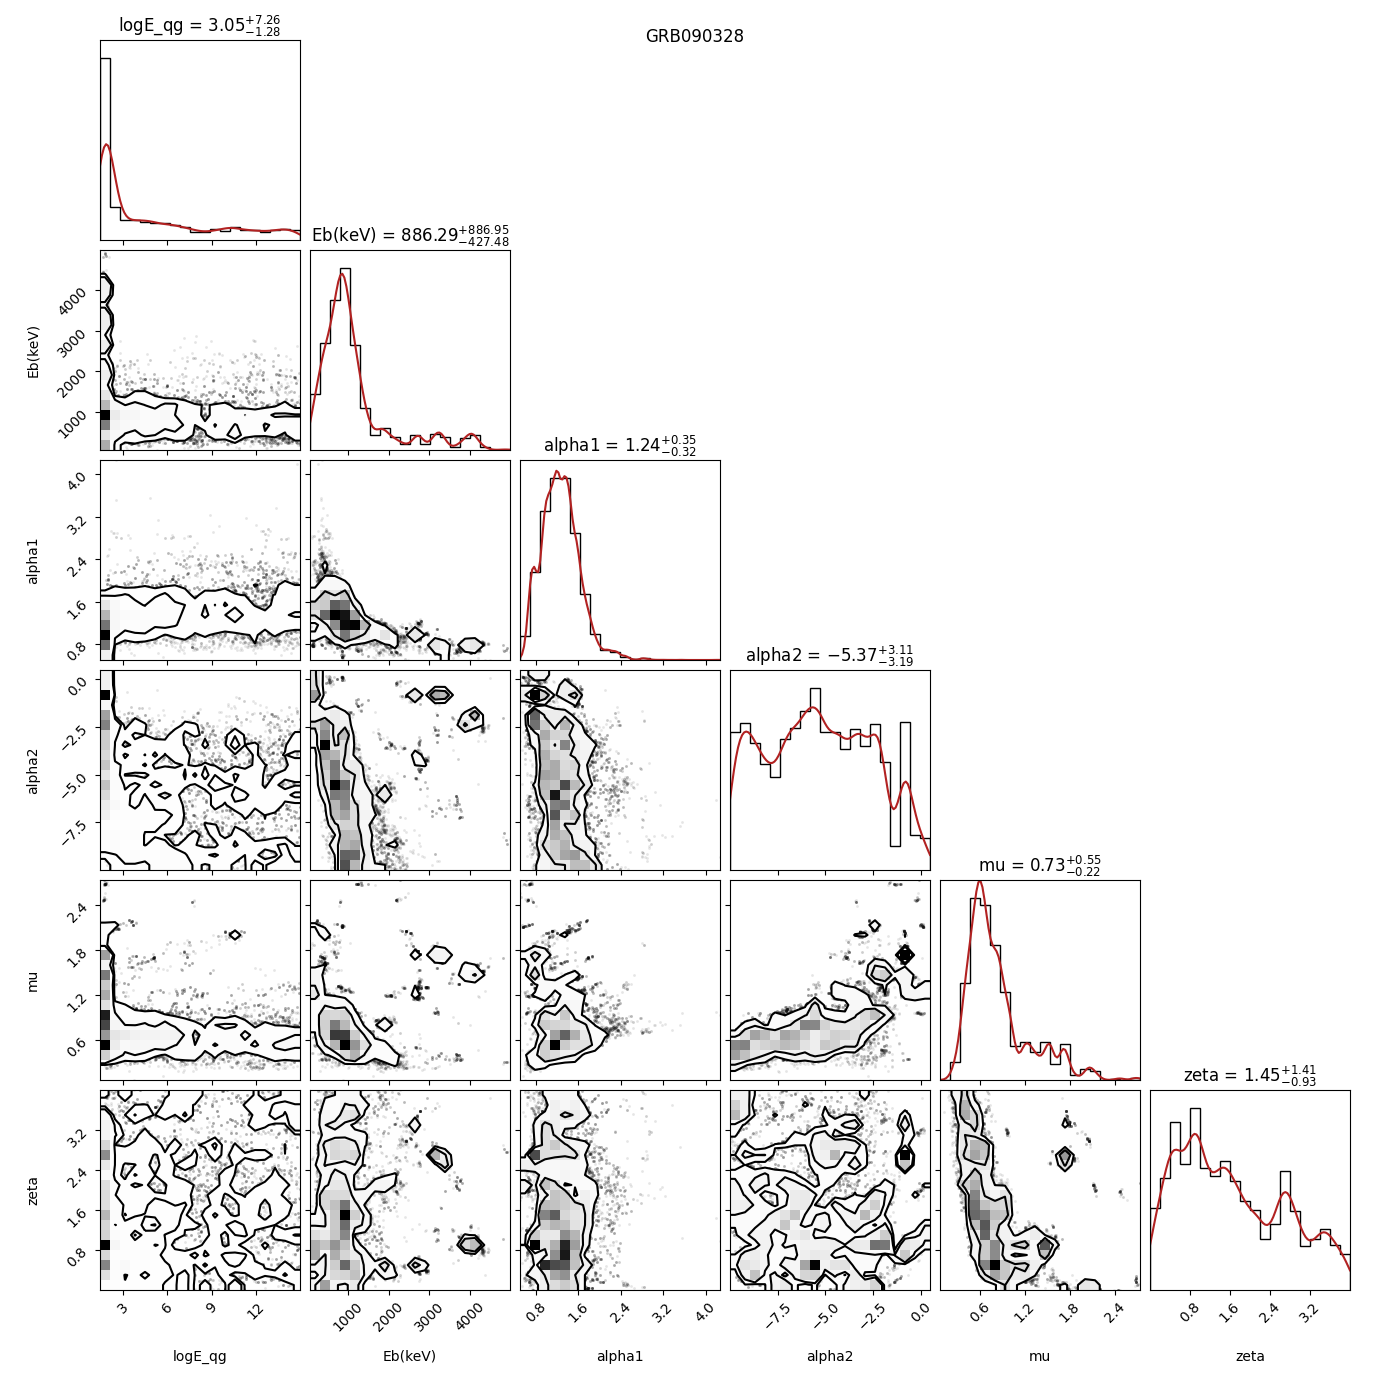 GRB090328
logE_qg = 3.05^{+7.26}_{−1.28}
Eb(keV) = 886.29^{+886.95}_{−427.48}
4000
3000
2000
1000
Eb(keV)
alpha1 = 1.24^{+0.35}_{−0.32}
4.0
3.2
2.4
1.6
0.8
alpha1
alpha2 = −5.37^{+3.11}_{−3.19}
0.0
−2.5
−5.0
−7.5
alpha2
mu = 0.73^{+0.55}_{−0.22}
2.4
1.8
1.2
0.6
mu
zeta = 1.45^{+1.41}_{−0.93}
3.2
2.4
1.6
0.8
zeta
3 6 9 12
1000 2000 3000 4000
0.8 1.6 2.4 3.2 4.0
−7.5 −5.0 −2.5 0.0
0.6 1.2 1.8 2.4
0.8 1.6 2.4 3.2
logE_qg
Eb(keV)
alpha1
alpha2
mu
zeta